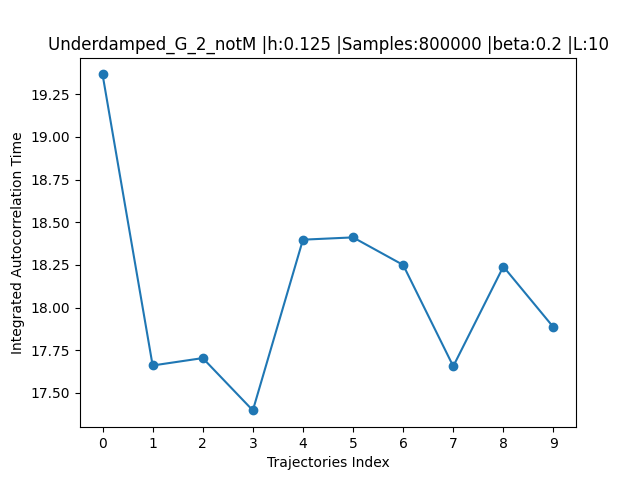 Underdamped_G_2_notM |h:0.125 |Samples:800000 |beta:0.2 |L:10
Integrated Autocorrelation Time
19.25
19.00
18.75
18.50
18.25
18.00
17.75
17.50
0 1 2 3 4 5 6 7 8 9
Trajectories Index